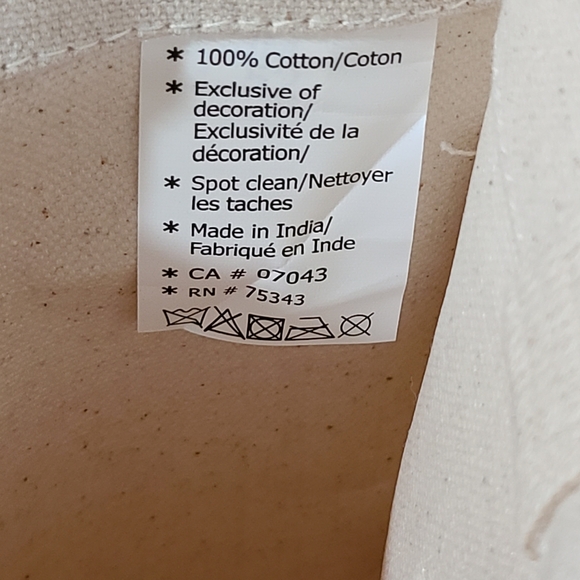 * 100% Cotton/Coton
* Exclusive of
decoration/
Exclusivité de la
décoration/
* Spot clean/Nettoyer
les taches
* Made in India/
Fabriqué en Inde
* CA # 07043
* RN # 75343